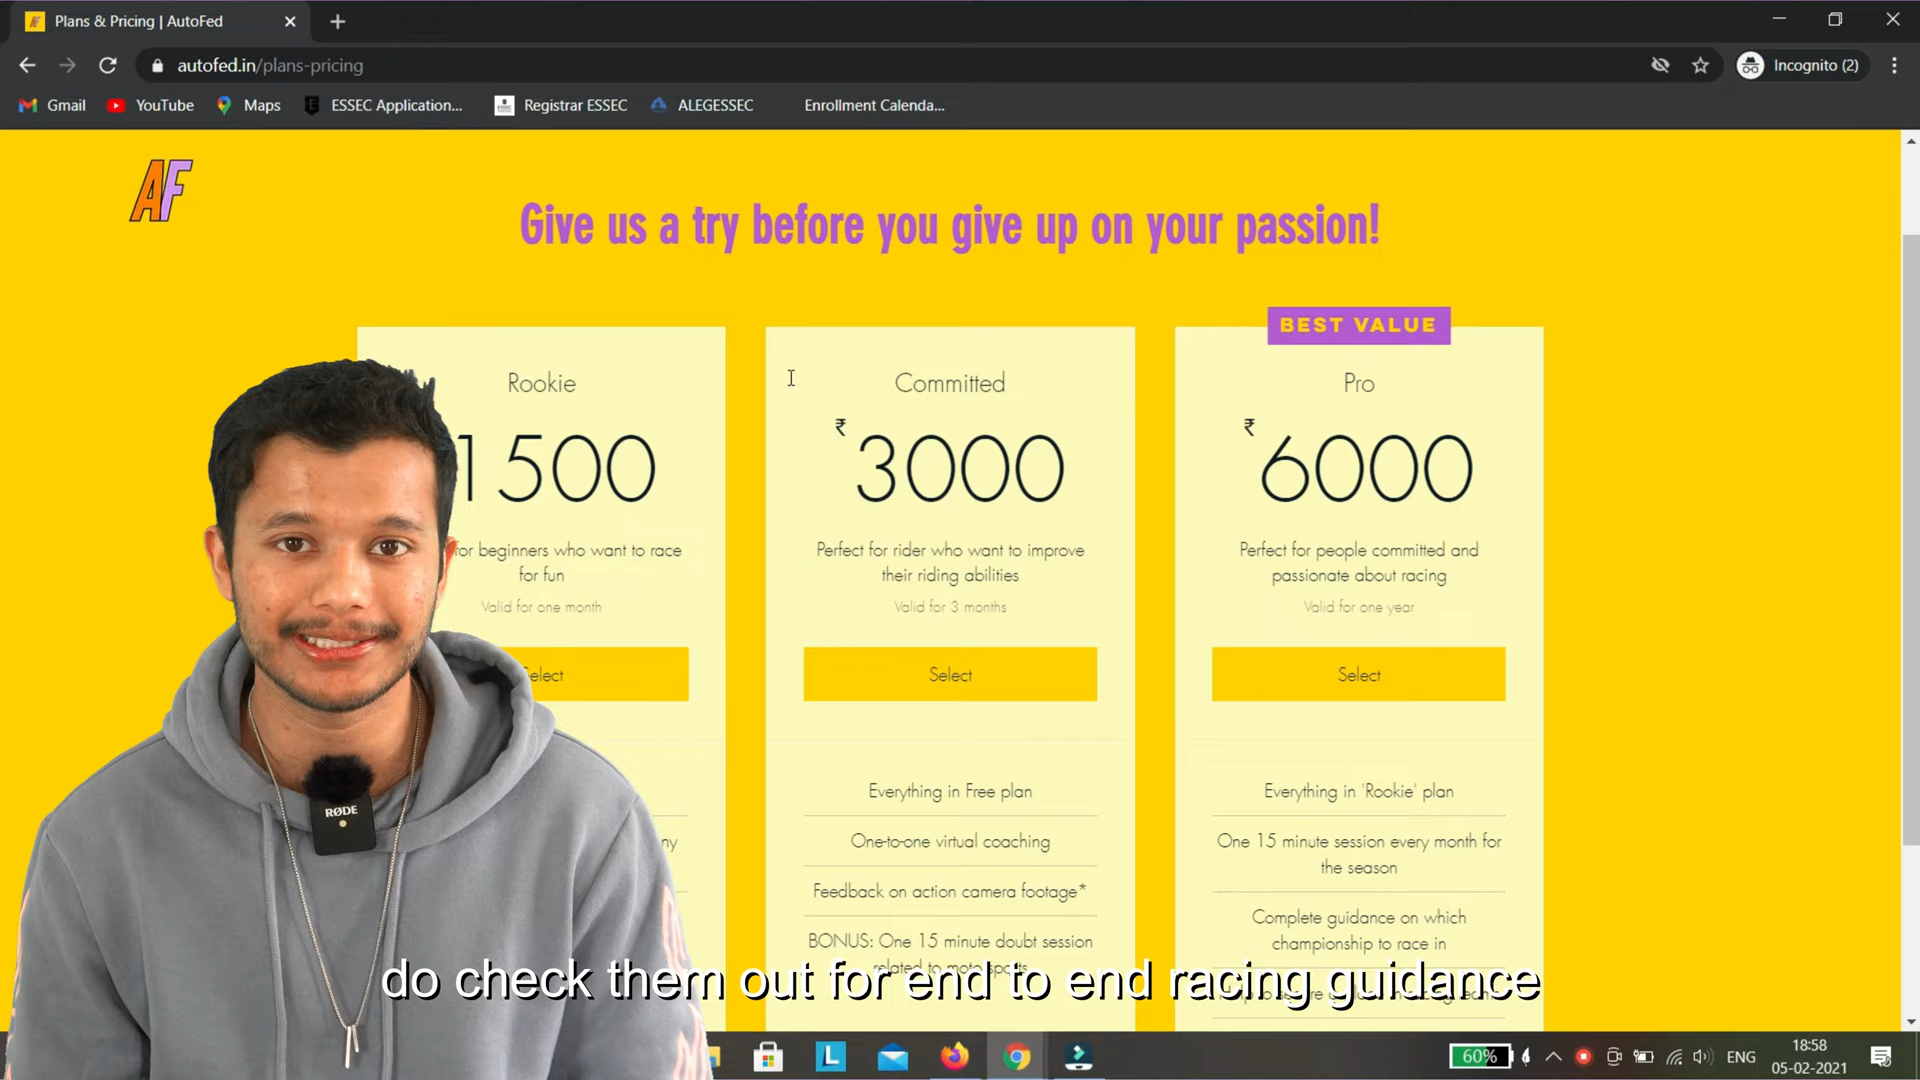 Plans & Pricing | AutoFed
autofed.in/plans-pricing
Incognito (2)
Gmail
YouTube
Maps
ESSEC Application...
Registrar ESSEC
ALEGESSEC
Enrollment Calenda...
AF
Give us a try before you give up on your passion!
BEST VALUE
Rookie
Committed
Pro
1500
₹ 3000
₹ 6000
for beginners who want to race
for fun
Valid for one month
Perfect for rider who want to improve
their riding abilities
Valid for 3 months
Perfect for people committed and
passionate about racing
Valid for one year
Select
Select
Select
Everything in Free plan
One-to-one virtual coaching
Feedback on action camera footage*
BONUS: One 15 minute doubt session
related to moto sports
Everything in 'Rookie' plan
One 15 minute session every month for
the season
Complete guidance on which
championship to race in
RØDE
do check them out for end to end racing guidance
60%
ENG
18:58
05-02-2021